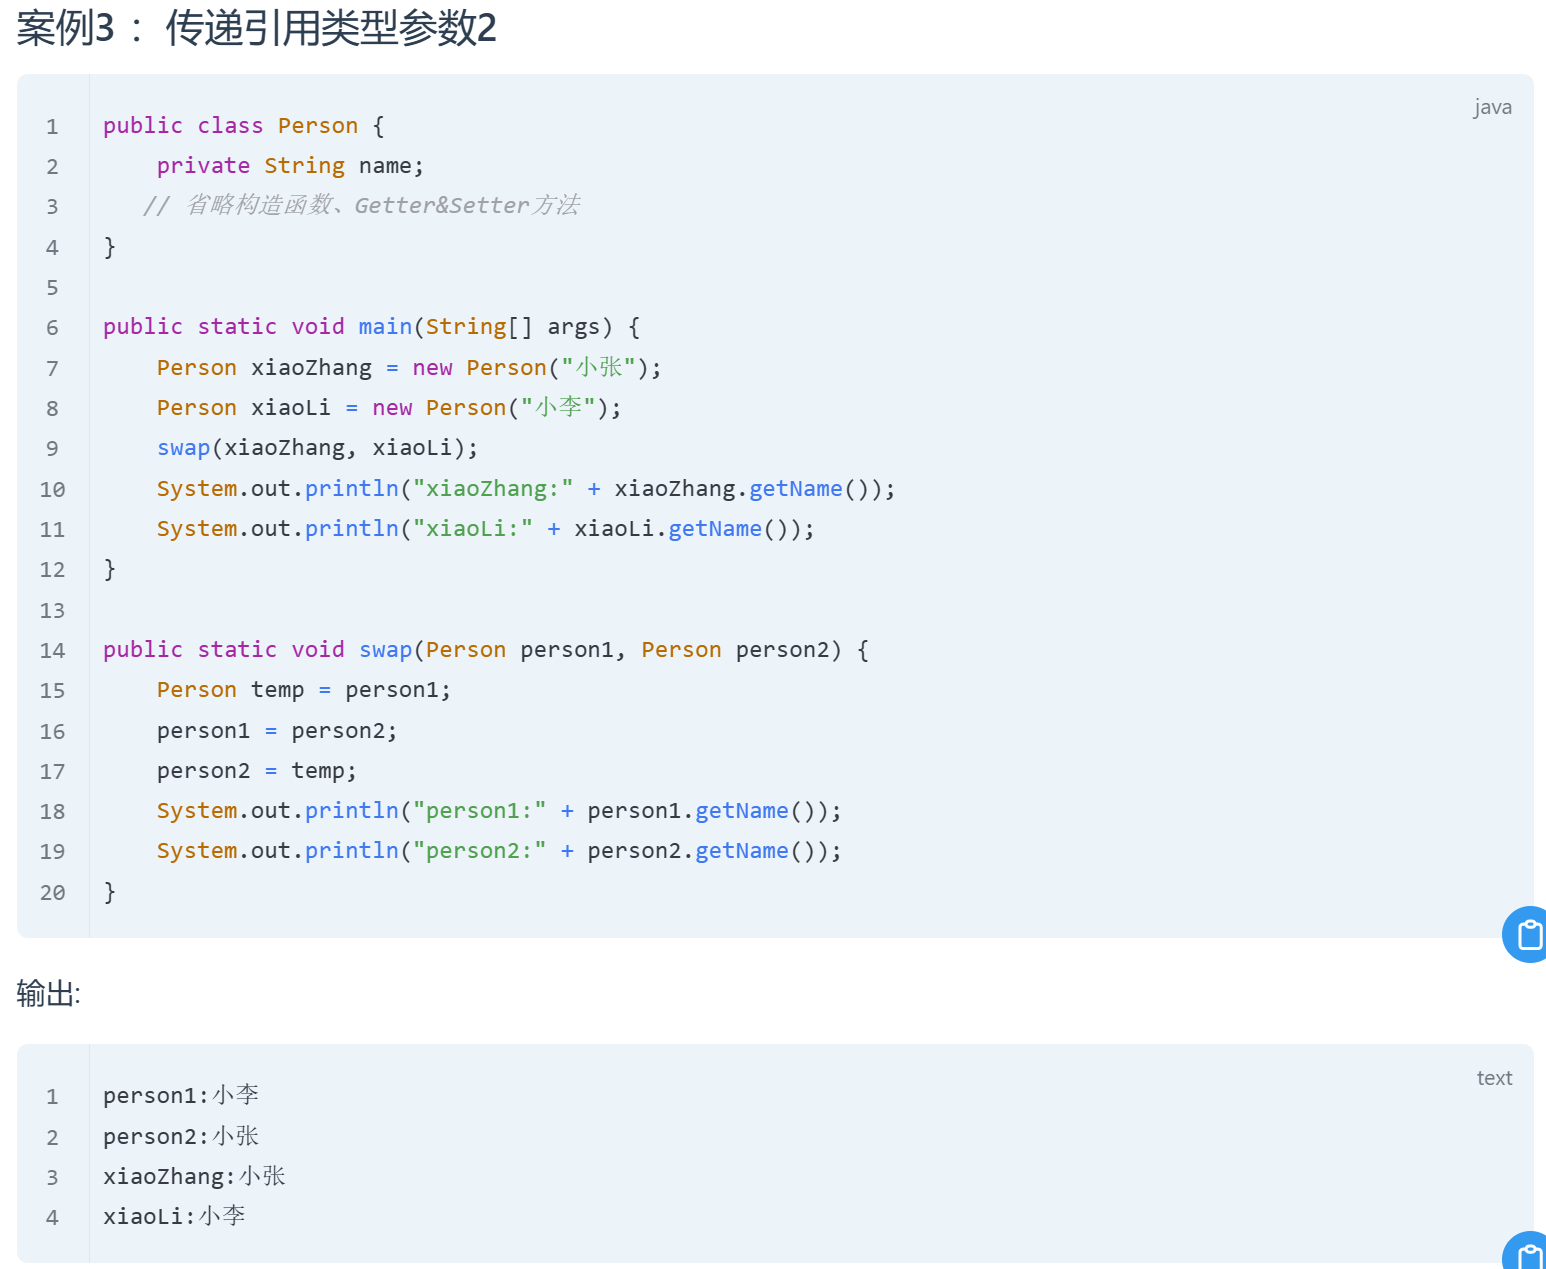 案例3 ：传递引用类型参数2
java
1 public class Person {
2     private String name;
3    // 省略构造函数、Getter&Setter方法
4 }
5
6 public static void main(String[] args) {
7     Person xiaoZhang = new Person("小张");
8     Person xiaoLi = new Person("小李");
9     swap(xiaoZhang, xiaoLi);
10     System.out.println("xiaoZhang:" + xiaoZhang.getName());
11     System.out.println("xiaoLi:" + xiaoLi.getName());
12 }
13
14 public static void swap(Person person1, Person person2) {
15     Person temp = person1;
16     person1 = person2;
17     person2 = temp;
18     System.out.println("person1:" + person1.getName());
19     System.out.println("person2:" + person2.getName());
20 }
输出:
text
1 person1:小李
2 person2:小张
3 xiaoZhang:小张
4 xiaoLi:小李